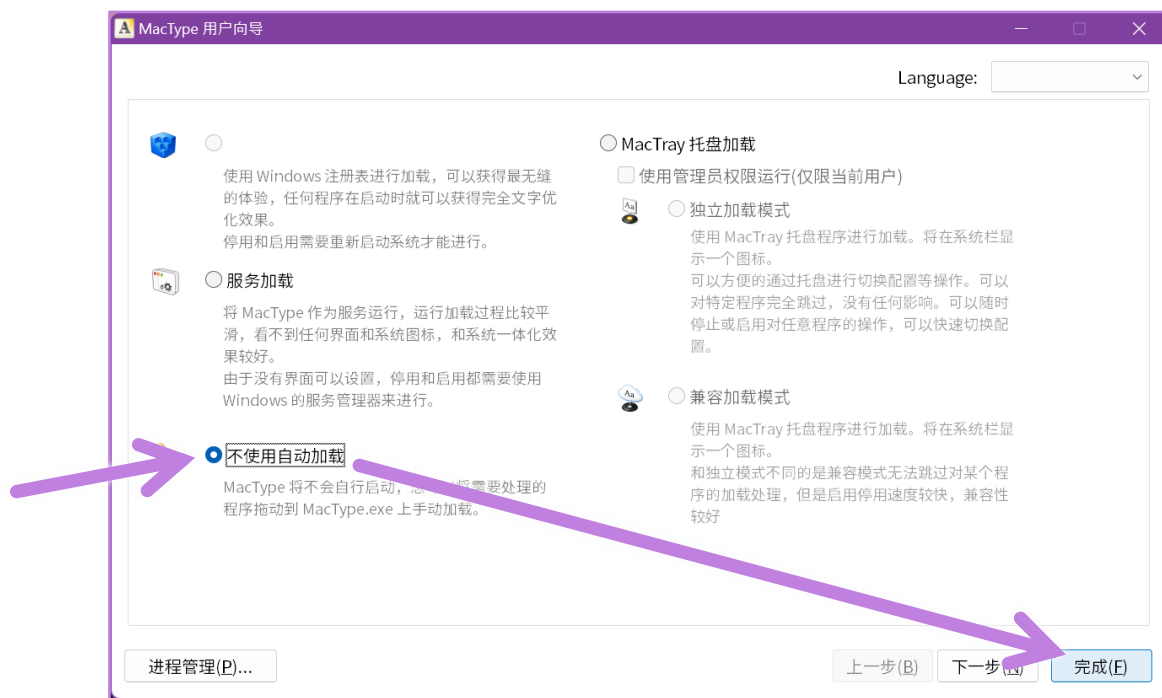 MacType 用户向导
Language:
使用 Windows 注册表进行加载，可以获得最无缝
的体验，任何程序在启动时就可以获得完全文字优
化效果。
停用和启用需要重新启动系统才能进行。
服务加载
将 MacType 作为服务运行，运行加载过程比较平
滑，看不到任何界面和系统图标，和系统一体化效
果较好。
由于没有界面可以设置，停用和启用都需要使用
Windows 的服务管理器来进行。
不使用自动加载
MacType 将不会自行启动，需要处理的
程序拖动到 MacType.exe 上手动加载。
MacTray 托盘加载
使用管理员权限运行(仅限当前用户)
独立加载模式
使用 MacTray 托盘程序进行加载。将在系统栏显
示一个图标。
可以方便的通过托盘进行切换配置等操作。可以
对特定程序完全跳过，没有任何影响。可以随时
停止或启用对任意程序的操作，可以快速切换配
置。
兼容加载模式
使用 MacTray 托盘程序进行加载。将在系统栏显
示一个图标。
和独立模式不同的是兼容模式无法跳过对某个程
序的加载处理，但是启用停用速度较快，兼容性
较好
进程管理(P)...
上一步(B)
下一步(N)
完成(F)